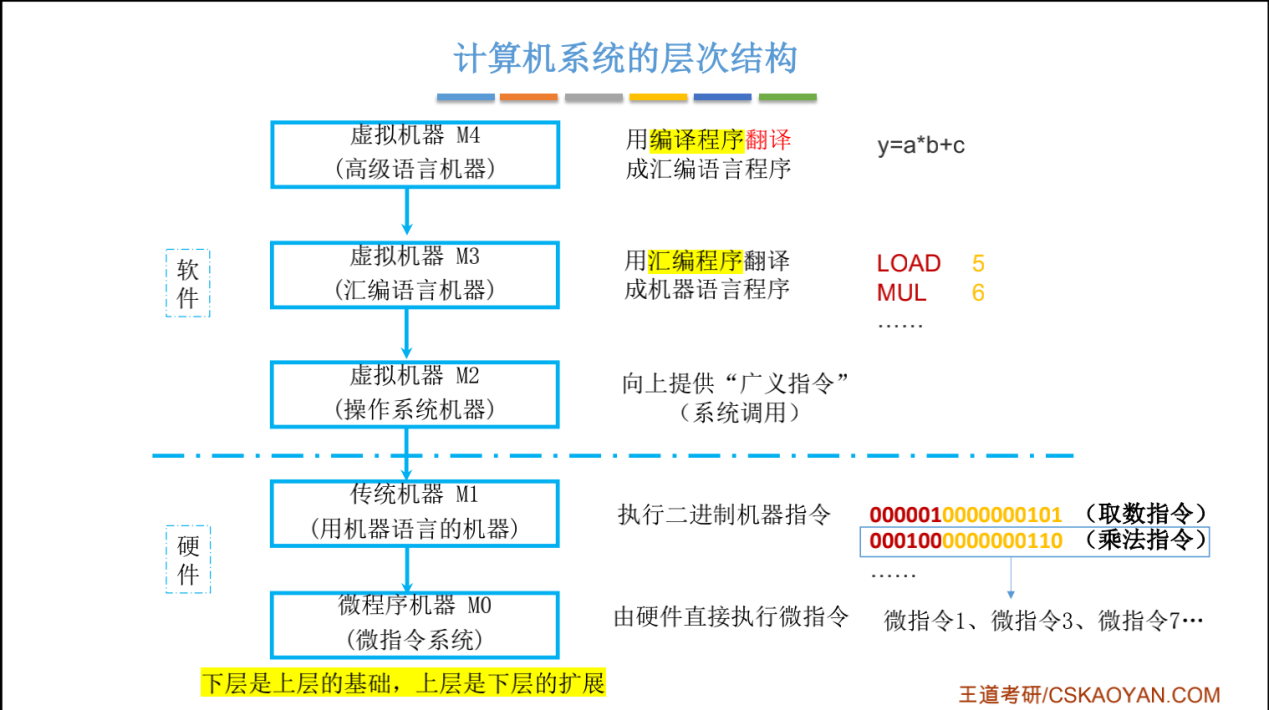 计算机系统的层次结构
虚拟机器 M4
(高级语言机器)
用编译程序翻译
成汇编语言程序
y=a*b+c
软
件
虚拟机器 M3
(汇编语言机器)
用汇编程序翻译
成机器语言程序
LOAD 5
MUL 6
……
虚拟机器 M2
(操作系统机器)
向上提供“广义指令”
（系统调用）
硬
件
传统机器 M1
(用机器语言的机器)
执行二进制机器指令
0000010000000101 （取数指令）
0001000000000110 （乘法指令）
……
微程序机器 M0
(微指令系统)
由硬件直接执行微指令
微指令1、微指令3、微指令7…
下层是上层的基础，上层是下层的扩展
王道考研/CSKAOYAN.COM